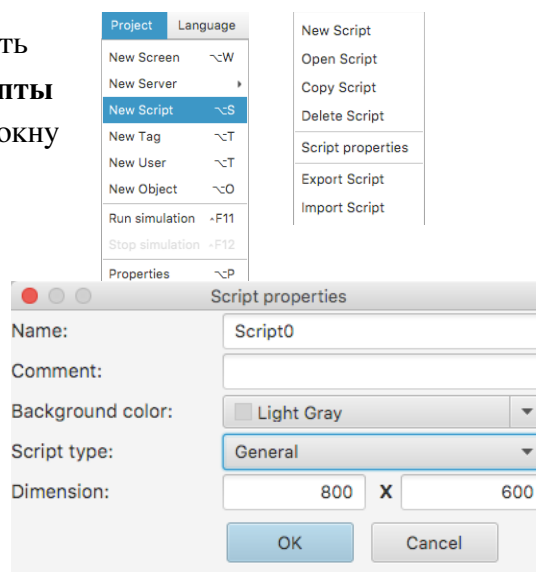 ть
пты
окну
Project Language
New Screen ⌥W
New Server
New Script ⌥S
New Tag ⌥T
New User ⌥T
New Object ⌥O
Run simulation ^F11
Stop simulation ^F12
Properties ⌥P
New Script
Open Script
Copy Script
Delete Script
Script properties
Export Script
Import Script
Script properties
Name: Script0
Comment:
Background color: Light Gray
Script type: General
Dimension: 800 X 600
OK Cancel